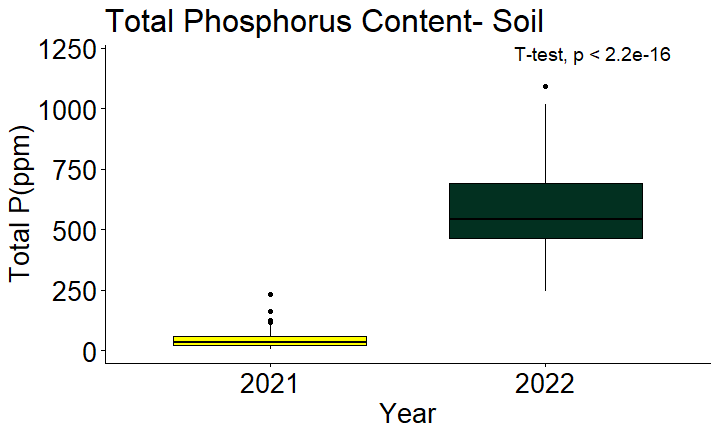 Total Phosphorus Content- Soil
T-test, p < 2.2e-16
Total P(ppm)
1250
1000
750
500
250
0
2021
2022
Year